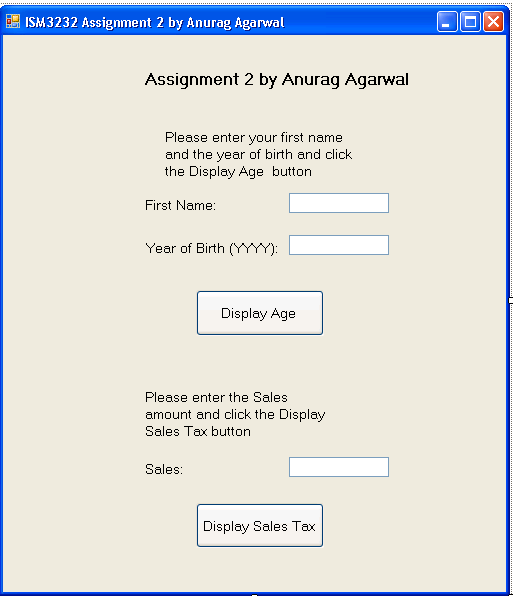 ISM3232 Assignment 2 by Anurag Agarwal
Assignment 2 by Anurag Agarwal
Please enter your first name
and the year of birth and click
the Display Age  button
First Name:
Year of Birth (YYYY):
Display Age
Please enter the Sales
amount and click the Display
Sales Tax button
Sales:
Display Sales Tax